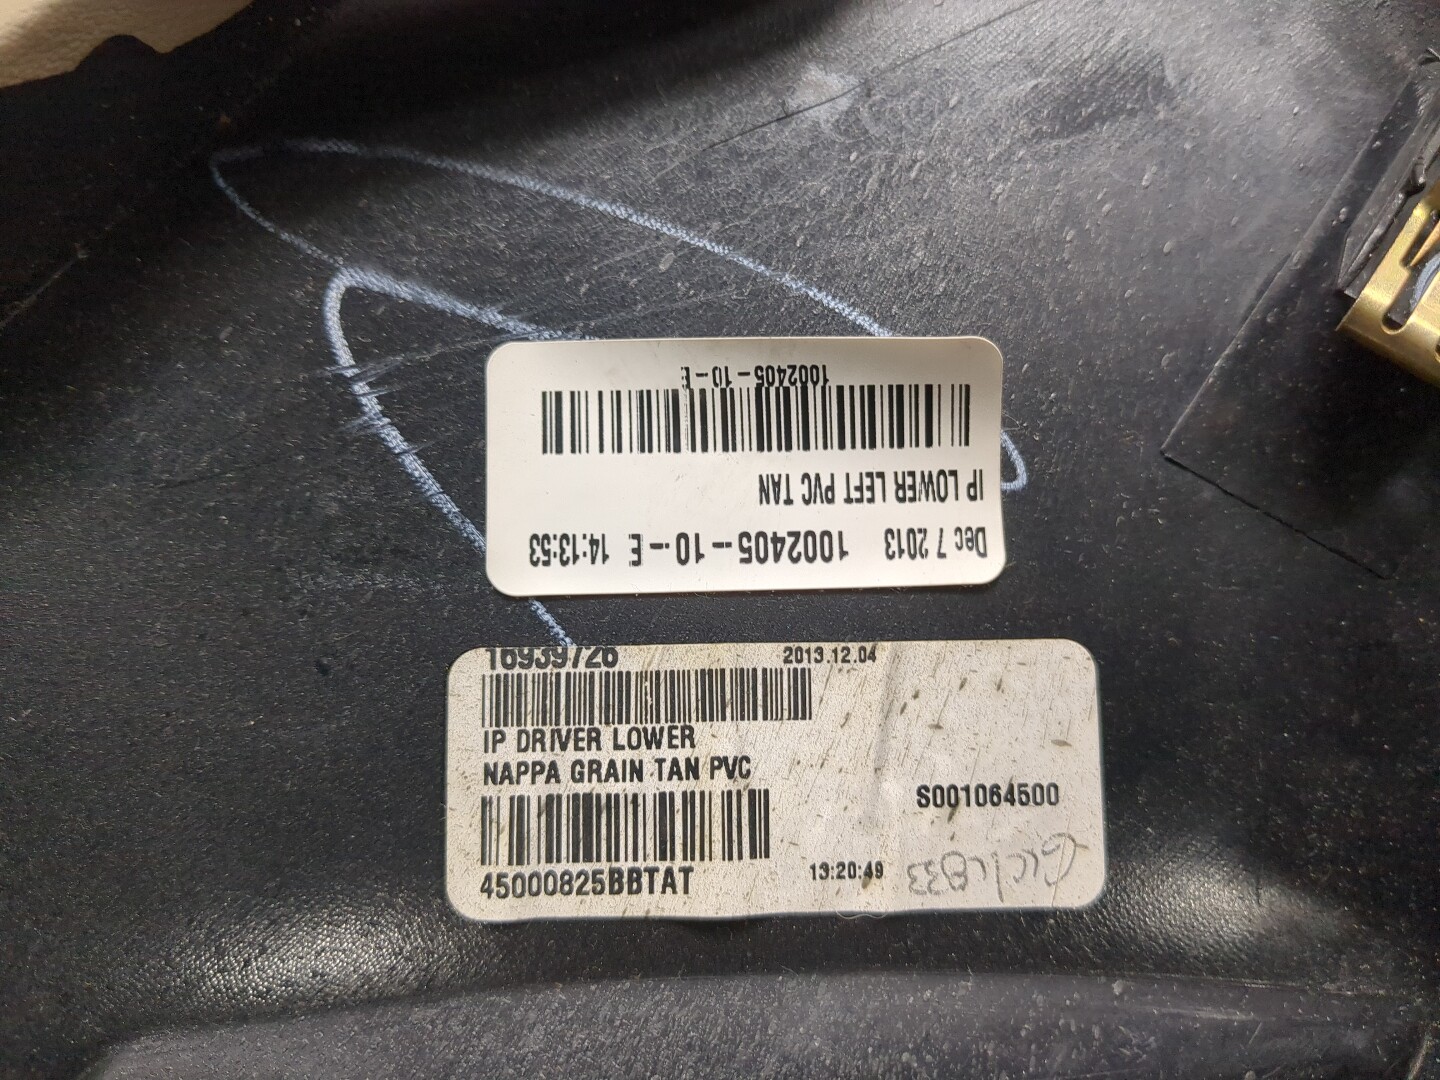 1002405-10-E
IP LOWER LEFT PVC TAN
Dec 7 2013 1002405--10--E 14:13:53
16939726 2013.12.04
IP DRIVER LOWER
NAPPA GRAIN TAN PVC
S001064500
45000825BBTAT 13:20:49